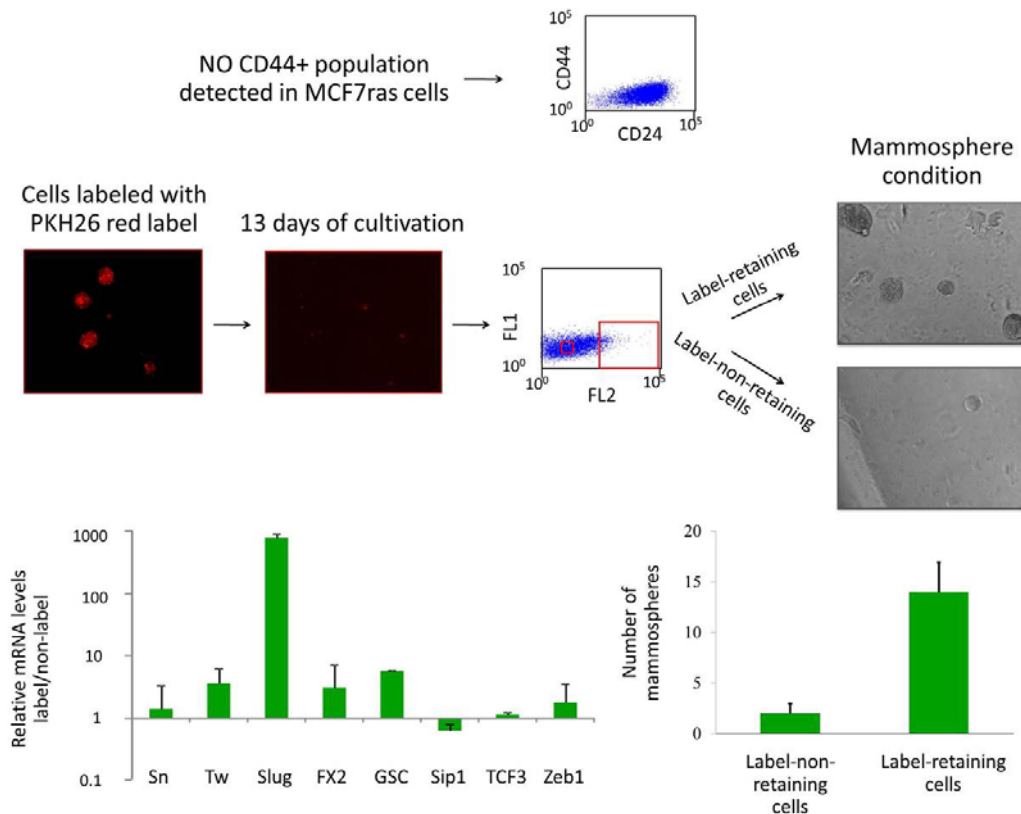 NO CD44+ population
detected in MCF7ras cells
CD44
10⁵
10⁰
10⁰
10⁵
CD24
Cells labeled with
PKH26 red label
13 days of cultivation
FL1
10⁵
10⁰
10⁰
10⁵
FL2
Label-retaining
cells
Label-non-retaining
cells
Mammosphere
condition
Relative mRNA levels
label/non-label
1000
100
10
1
0.1
Sn Tw Slug FX2 GSC Sip1 TCF3 Zeb1
Number of
mammospheres
20
15
10
5
0
Label-non-
retaining
cells
Label-retaining
cells